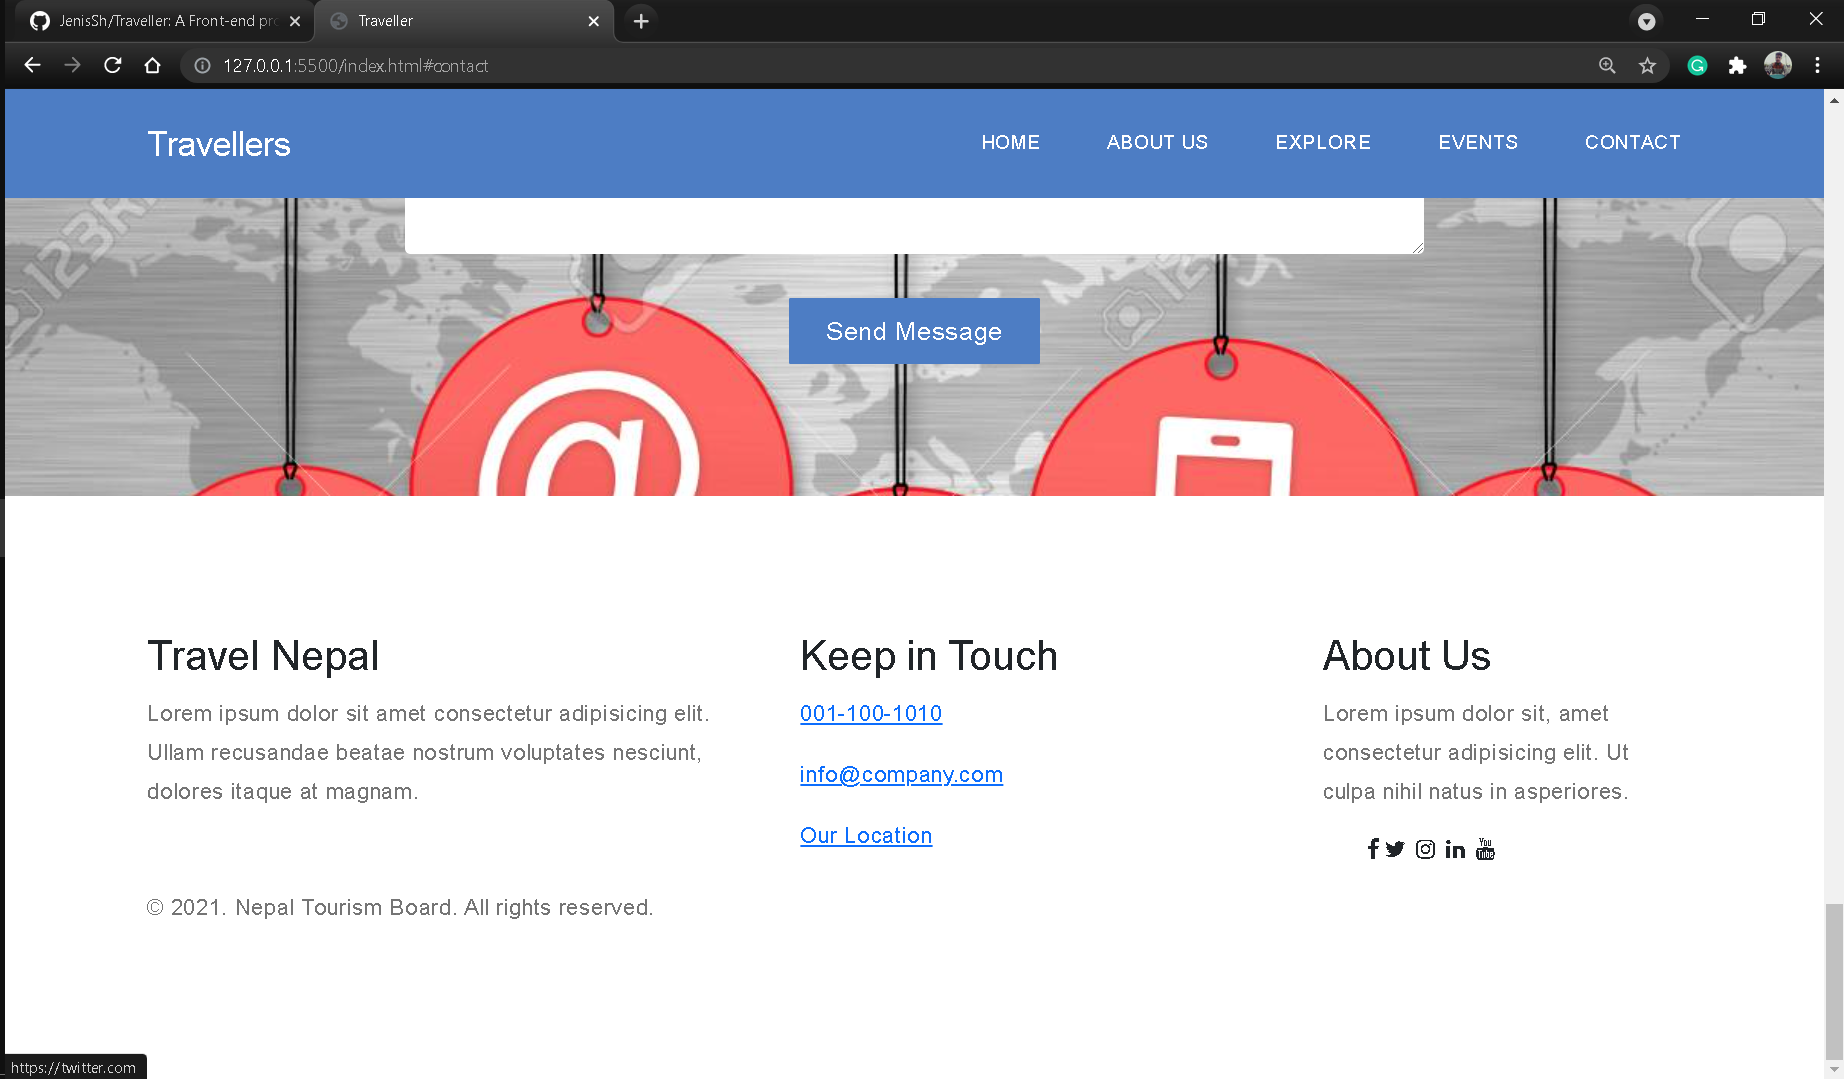 JenisSh/Traveller: A Front-end pro
Traveller
127.0.0.1:5500/index.html#contact
Travellers
HOME
ABOUT US
EXPLORE
EVENTS
CONTACT
Send Message
@
Travel Nepal
Lorem ipsum dolor sit amet consectetur adipisicing elit.
Ullam recusandae beatae nostrum voluptates nesciunt,
dolores itaque at magnam.
Keep in Touch
001-100-1010
info@company.com
Our Location
About Us
Lorem ipsum dolor sit, amet
consectetur adipisicing elit. Ut
culpa nihil natus in asperiores.
© 2021. Nepal Tourism Board. All rights reserved.
https://twitter.com